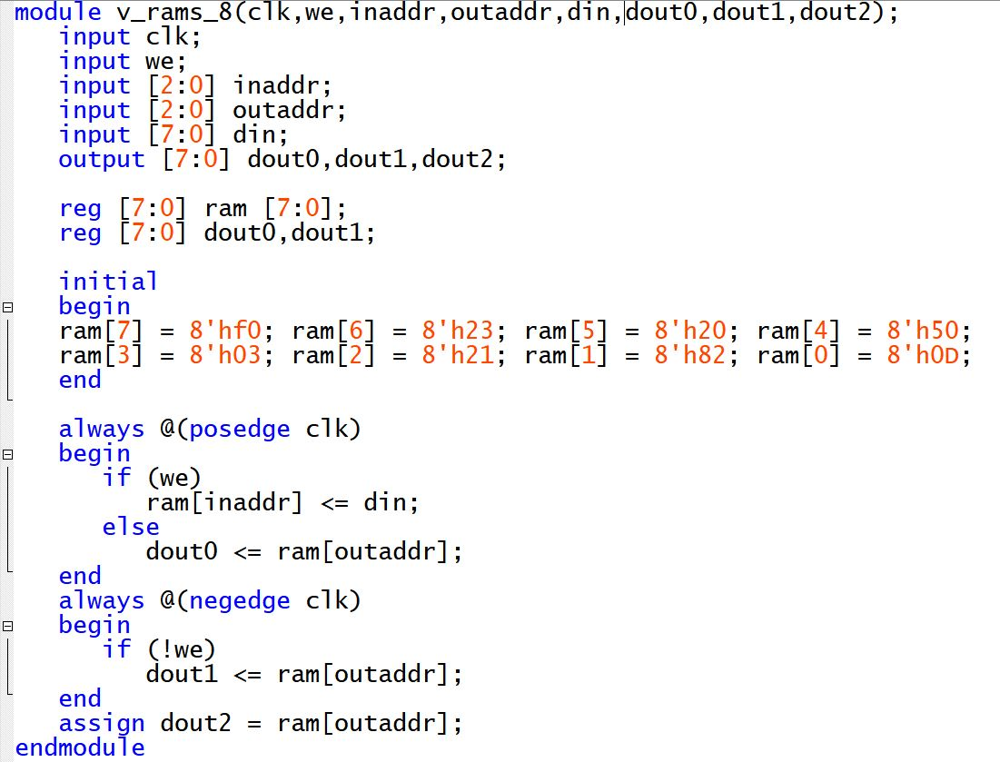 module v_rams_8(clk,we,inaddr,outaddr,din,dout0,dout1,dout2);
   input clk;
   input we;
   input [2:0] inaddr;
   input [2:0] outaddr;
   input [7:0] din;
   output [7:0] dout0,dout1,dout2;

   reg [7:0] ram [7:0];
   reg [7:0] dout0,dout1;

   initial
   begin
   ram[7] = 8'hf0; ram[6] = 8'h23; ram[5] = 8'h20; ram[4] = 8'h50;
   ram[3] = 8'h03; ram[2] = 8'h21; ram[1] = 8'h82; ram[0] = 8'h0D;
   end

   always @(posedge clk)
   begin
      if (we)
         ram[inaddr] <= din;
      else
         dout0 <= ram[outaddr];
   end
   always @(negedge clk)
   begin
      if (!we)
         dout1 <= ram[outaddr];
   end
   assign dout2 = ram[outaddr];
endmodule